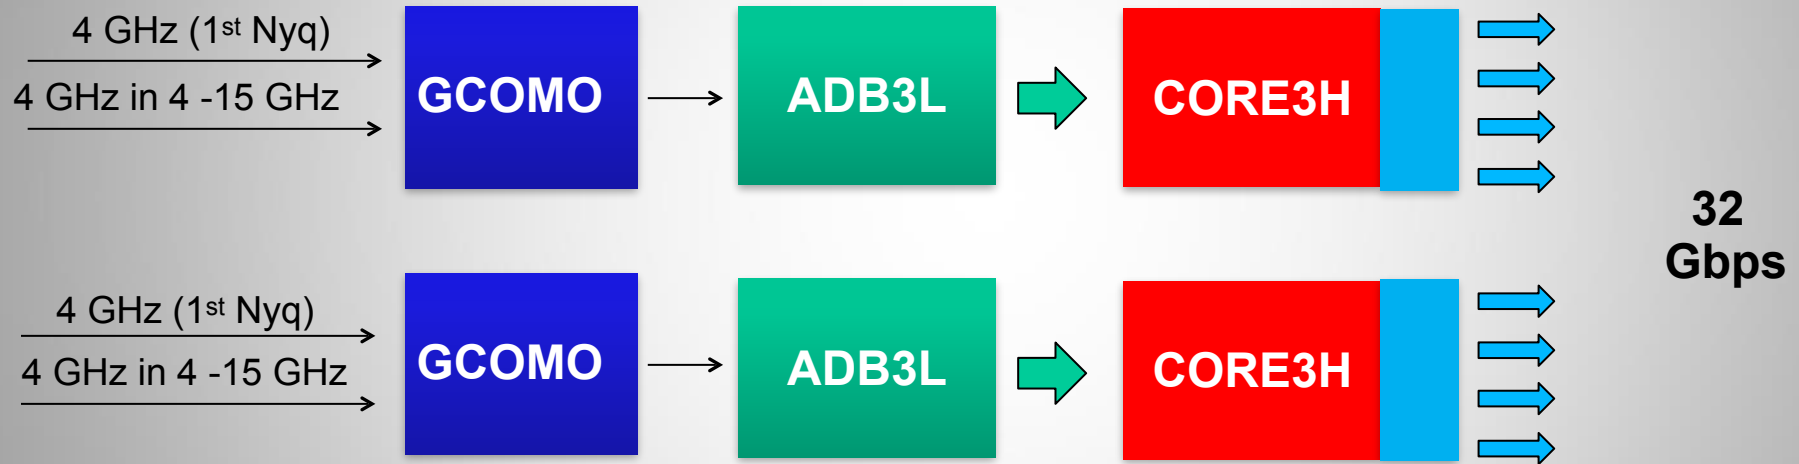 4 GHz (1st Nyq)
4 GHz in 4 -15 GHz
GCOMO
ADB3L
CORE3H
32
Gbps
4 GHz (1st Nyq)
4 GHz in 4 -15 GHz
GCOMO
ADB3L
CORE3H